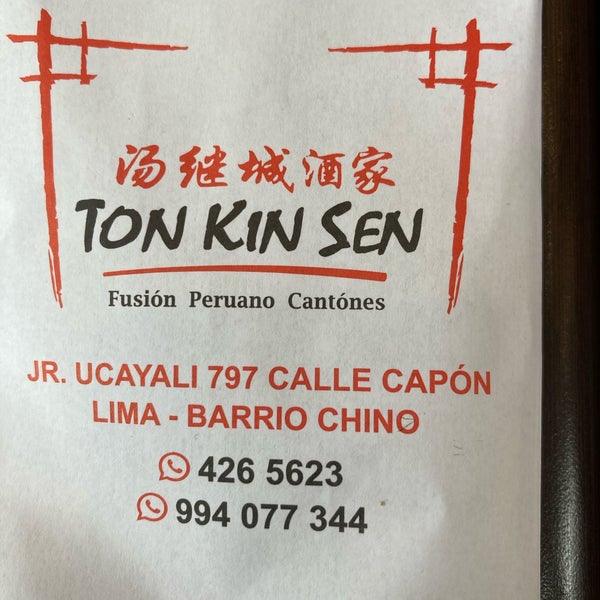 汤继城酒家
TON KIN SEN
Fusión Peruano Cantónes
JR. UCAYALI 797 CALLE CAPÓN
LIMA - BARRIO CHINO
426 5623
994 077 344